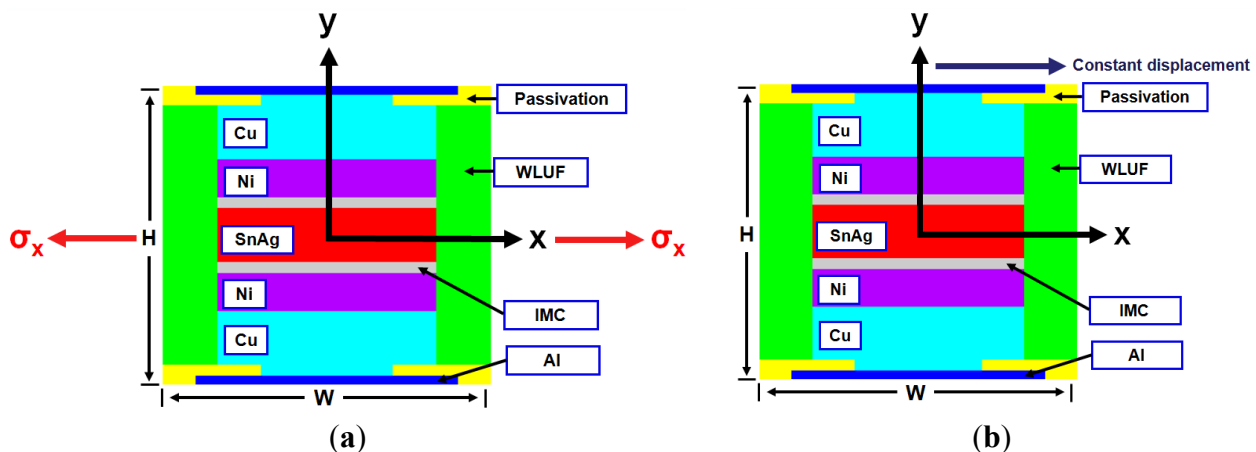 y
Passivation
Cu
WLUF
Ni
σx
H
SnAg
x
σx
Ni
IMC
Cu
Al
W
(a)
y
Constant displacement
Passivation
Cu
WLUF
Ni
H
SnAg
x
Ni
IMC
Cu
Al
W
(b)